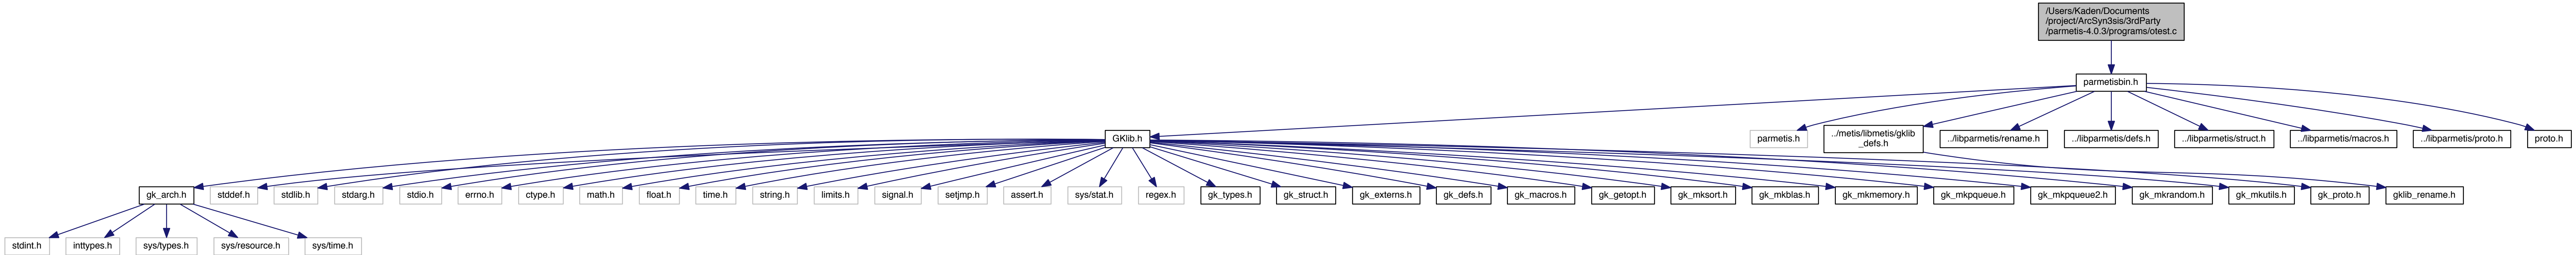 /Users/Kaden/Documents
/project/ArcSyn3sis/3rdParty
/parmetis-4.0.3/programs/otest.c
parmetisbin.h
GKlib.h
parmetis.h
../metis/libmetis/gklib
_defs.h
../libparmetis/rename.h
../libparmetis/defs.h
../libparmetis/struct.h
../libparmetis/macros.h
../libparmetis/proto.h
proto.h
gk_arch.h
stddef.h
stdlib.h
stdarg.h
stdio.h
errno.h
ctype.h
math.h
float.h
time.h
string.h
limits.h
signal.h
setjmp.h
assert.h
sys/stat.h
regex.h
gk_types.h
gk_struct.h
gk_externs.h
gk_defs.h
gk_macros.h
gk_getopt.h
gk_mksort.h
gk_mkblas.h
gk_mkmemory.h
gk_mkpqueue.h
gk_mkpqueue2.h
gk_mkrandom.h
gk_mkutils.h
gk_proto.h
gklib_rename.h
stdint.h
inttypes.h
sys/types.h
sys/resource.h
sys/time.h